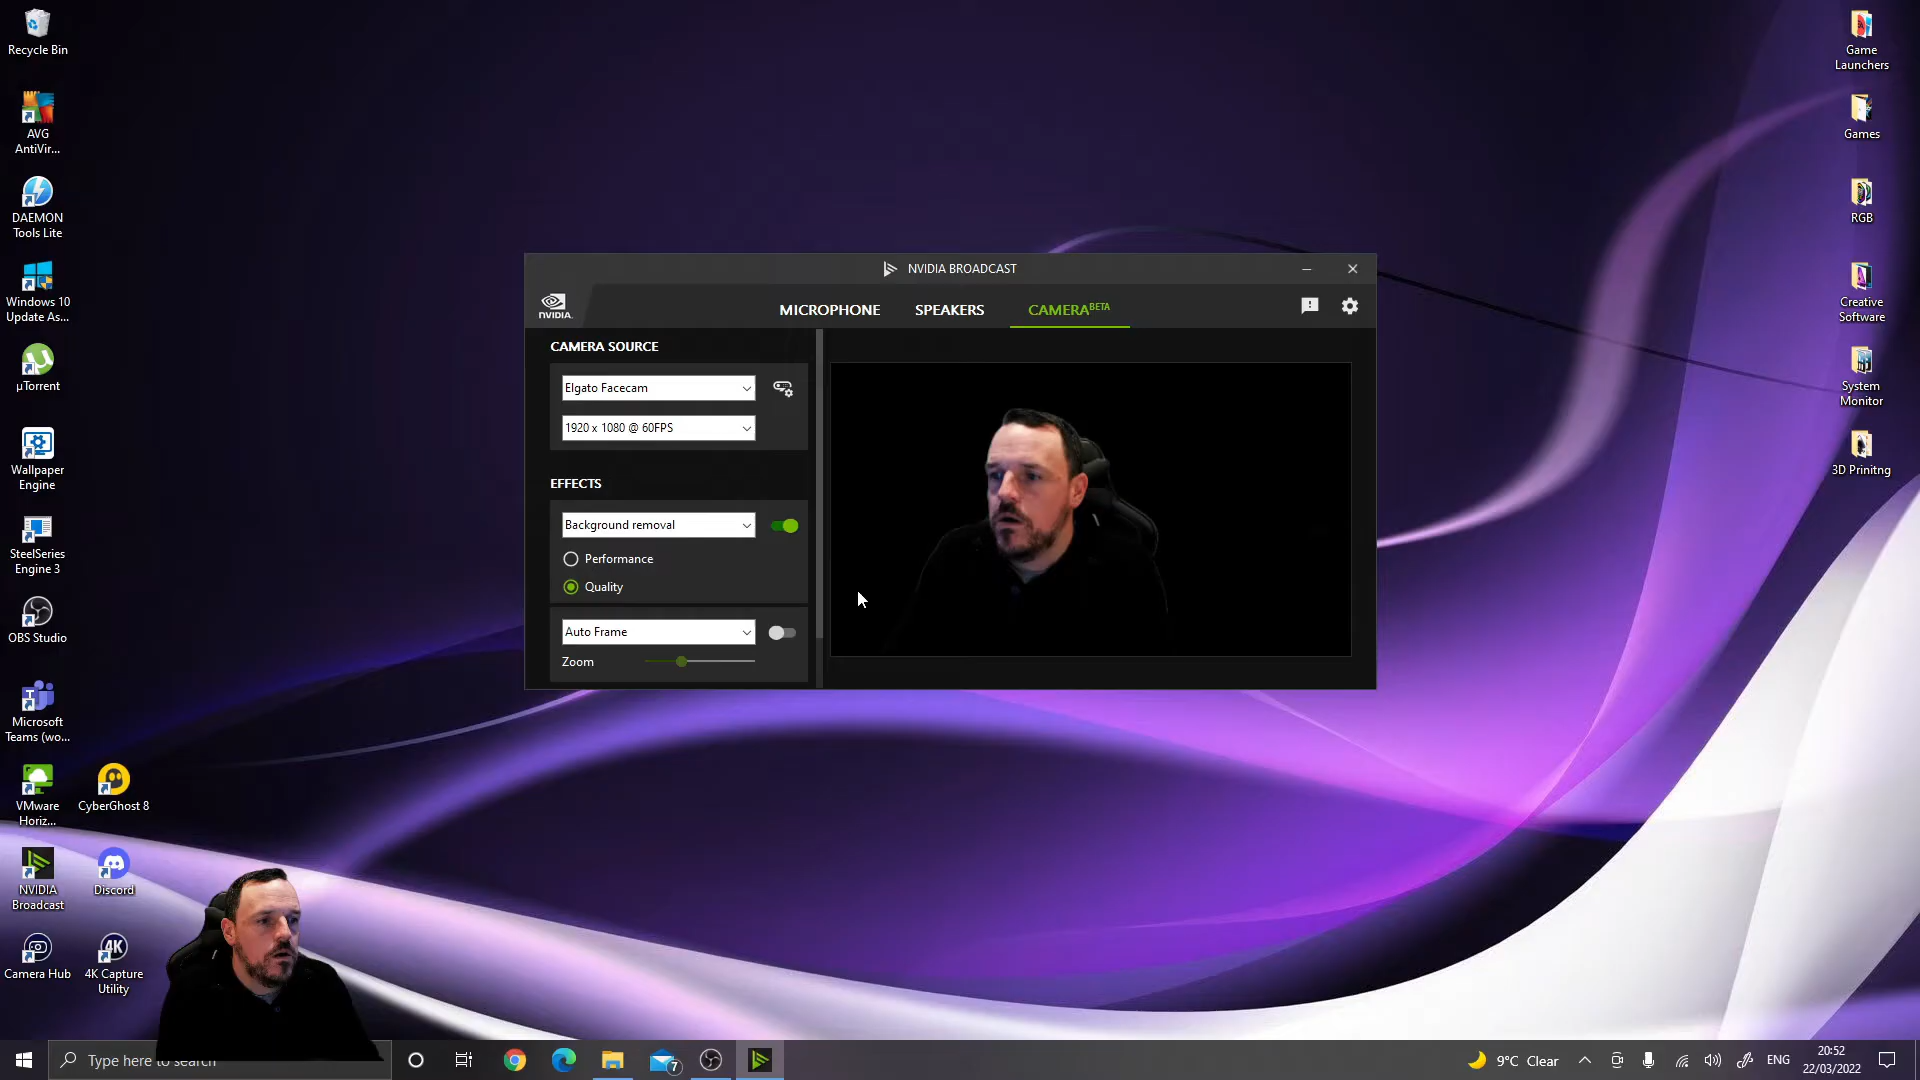 Recycle Bin
AVG
AntiVir...
DAEMON
Tools Lite
Windows 10
Update As...
µTorrent
Wallpaper
Engine
SteelSeries
Engine 3
OBS Studio
Microsoft
Teams (wo...
VMware
Horiz...
CyberGhost 8
NVIDIA
Broadcast
Discord
Camera Hub
4K
4K Capture
Utility
NVIDIA BROADCAST
NVIDIA.
MICROPHONE
SPEAKERS
CAMERA BETA
CAMERA SOURCE
Elgato Facecam
1920 x 1080 @ 60FPS
EFFECTS
Background removal
Performance
Quality
Auto Frame
Zoom
Game
Launchers
Games
RGB
Creative
Software
System
Monitor
3D Prinitng
Type here to search
7
9°C Clear
ENG
20:52
22/03/2022